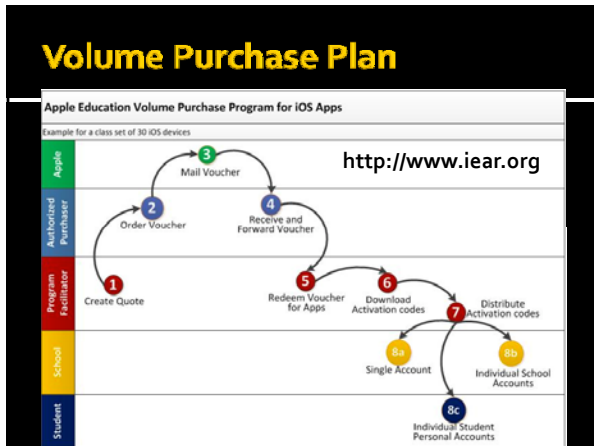 Volume Purchase Plan
Apple Education Volume Purchase Program for iOS Apps
Example for a class set of 30 iOS devices
Apple
3
Mail Voucher
http://www.iear.org
Authorized
Purchaser
2
Order Voucher
4
Receive and
Forward Voucher
Program
Facilitator
1
Create Quote
5
Redeem Voucher
for Apps
6
Download
Activation codes
7
Distribute
Activation codes
School
8a
Single Account
8b
Individual School
Accounts
Student
8c
Individual Student
Personal Accounts